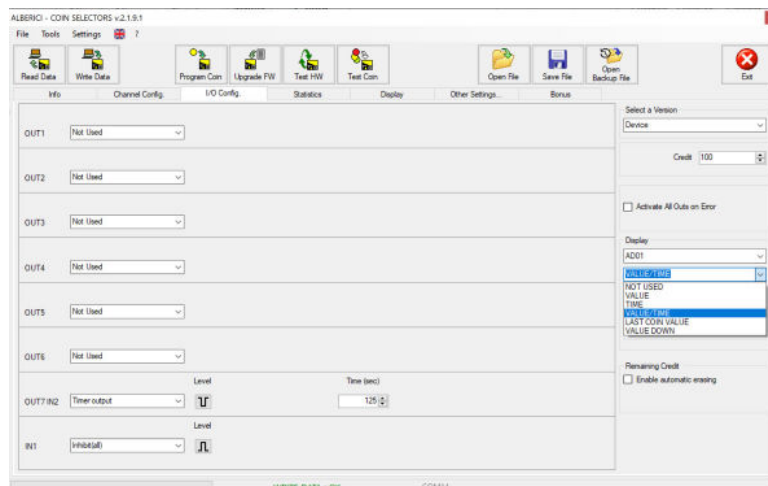 ALBERICI - COIN SELECTORS v.2.1.9.1
File Tools Settings ?
Read Data Write Data Program Coin Upgrade FW Test HW Test Coin Open File Save File Open Backup File Exit
Info Channel Config. I/O Config. Statistics Display Other Settings... Bonus
Select a Version
Device
OUT1 Not Used
Credit 100
OUT2 Not Used
Activate All Outs on Error
OUT3 Not Used
Display
AD01
OUT4 Not Used
VALUE/TIME
NOT USED
VALUE
TIME
VALUE/TIME
LAST COIN VALUE
VALUE DOWN
OUT5 Not Used
OUT6 Not Used
Remaining Credit
Enable automatic erasing
Level Time (sec)
OUT7 IN2 Timer output 125
Level
IN1 Inhibit(all)